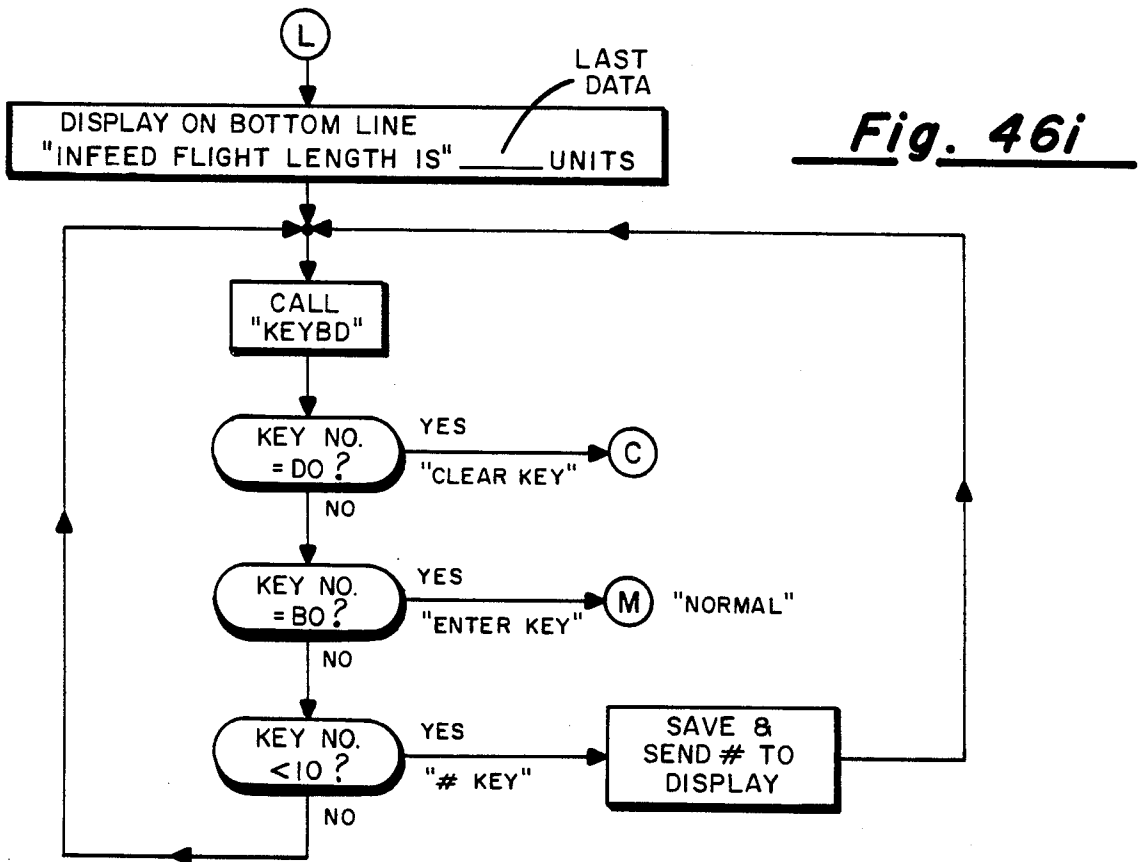 L
LAST
DATA
Fig. 46i
DISPLAY ON BOTTOM LINE
"INFEED FLIGHT LENGTH IS" _____ UNITS
CALL
"KEYBD"
KEY NO.
=DO?
YES
"CLEAR KEY"
C
NO
KEY NO.
=BO?
YES
"ENTER KEY"
M
"NORMAL"
NO
KEY NO.
<10?
YES
"# KEY"
SAVE &
SEND # TO
DISPLAY
NO